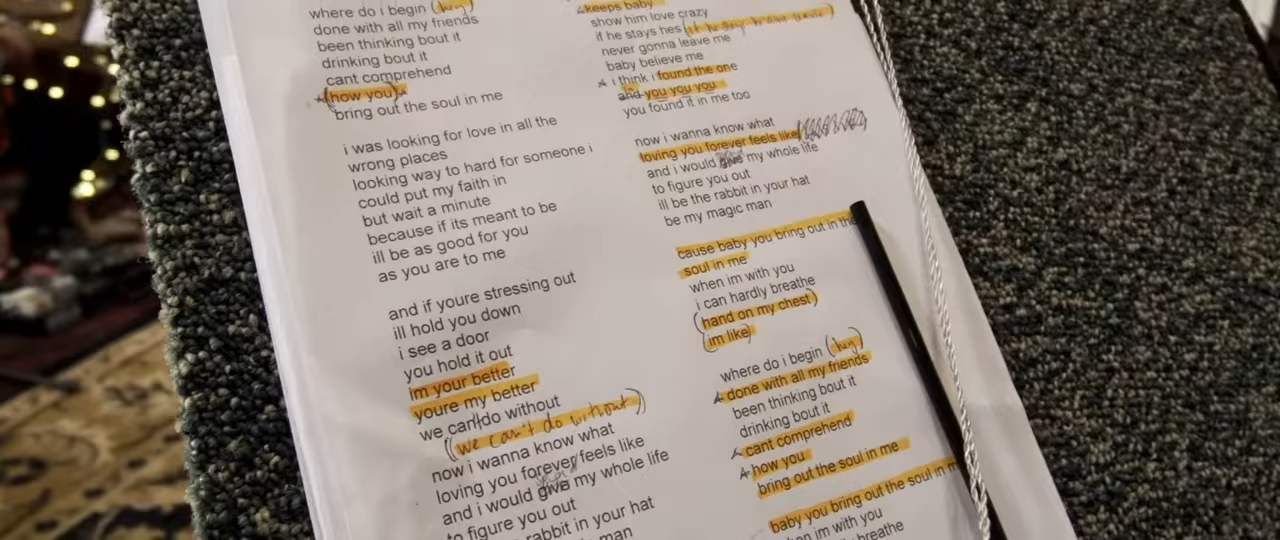 where do i begin (hey)
done with all my friends
been thinking bout it
drinking bout it
cant comprehend
(how you)
bring out the soul in me
i was looking for love in all the
wrong places
looking way to hard for someone i
could put my faith in
but wait a minute
because if its meant to be
ill be as good for you
as you are to me
and if youre stressing out
ill hold you down
i see a door
you hold it out
im your better
youre my better
we can do without
(we can't do without)
now i wanna know what
loving you forever feels like
and i would give my whole life
to figure you out
rabbit in your hat
man
keeps baby
show him love crazy
if he stays hes
never gonna leave me
baby believe me
i think i found the one
and you you you
you found it in me too
now i wanna know what
loving you forever feels like
and i would give my whole life
to figure you out
ill be the rabbit in your hat
be my magic man
cause baby you bring out in the
soul in me
when im with you
i can hardly breathe
(hand on my chest)
(im like)
where do i begin (hey)
done with all my friends
been thinking bout it
drinking bout it
cant comprehend
how you
bring out the soul in me
baby you bring out the soul in m
im with you
breathe